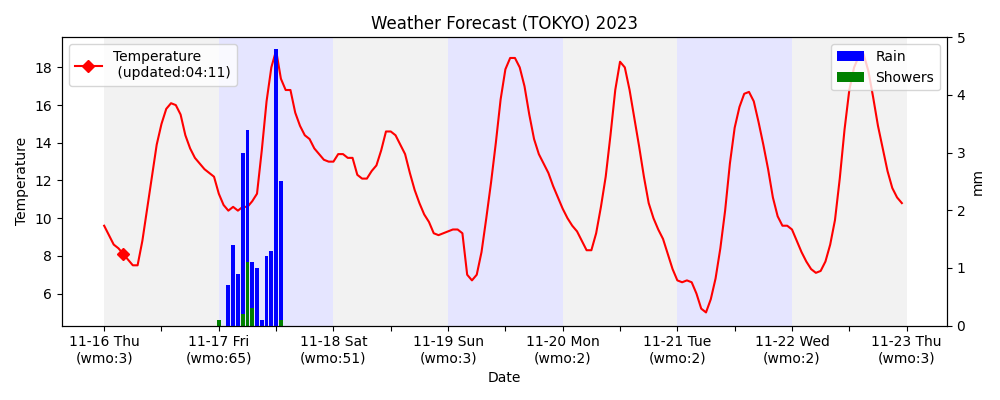 Weather Forecast (TOKYO) 2023
Temperature
(updated:04:11)
Rain
Showers
Temperature
18
16
14
12
10
8
6
5
4
3
2
1
0
mm
11-16 Thu
(wmo:3)
11-17 Fri
(wmo:65)
11-18 Sat
(wmo:51)
11-19 Sun
(wmo:3)
11-20 Mon
(wmo:2)
11-21 Tue
(wmo:2)
11-22 Wed
(wmo:2)
11-23 Thu
(wmo:3)
Date